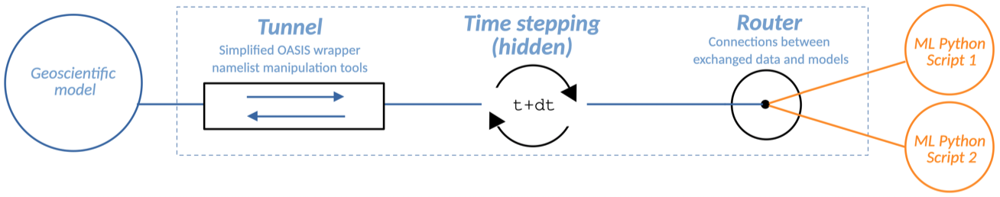 Geoscientific
model
Tunnel
Simplified OASIS wrapper
namelist manipulation tools
Time stepping
(hidden)
t+dt
Router
Connections between
exchanged data and models
ML Python
Script 1
ML Python
Script 2